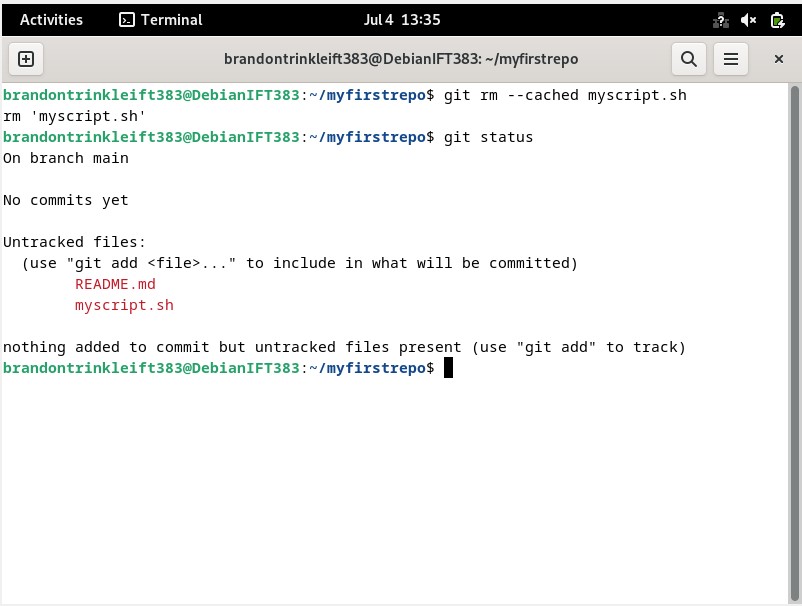 Activities Terminal Jul 4 13:35
brandontrinkleift383@DebianIFT383: ~/myfirstrepo
brandontrinkleift383@DebianIFT383:~/myfirstrepo$ git rm --cached myscript.sh
rm 'myscript.sh'
brandontrinkleift383@DebianIFT383:~/myfirstrepo$ git status
On branch main

No commits yet

Untracked files:
  (use "git add <file>..." to include in what will be committed)
        README.md
        myscript.sh

nothing added to commit but untracked files present (use "git add" to track)
brandontrinkleift383@DebianIFT383:~/myfirstrepo$